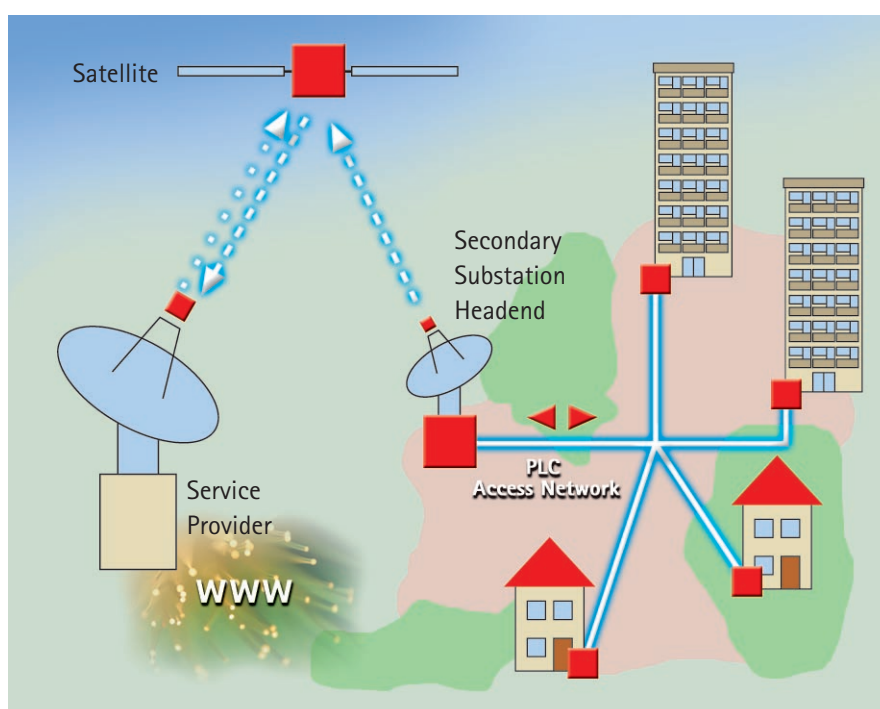 Satellite
Secondary
Substation
Headend
PLC
Access Network
Service
Provider
WWW